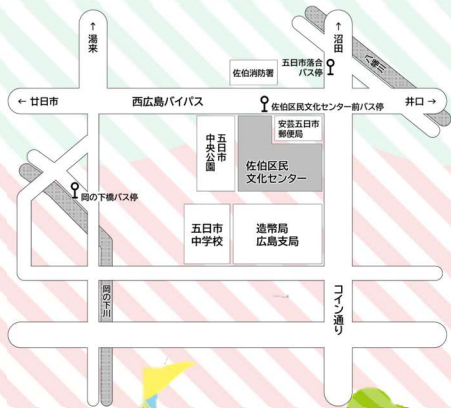 ↑湯来
↑沼田
八幡川
五日市落合
バス停
佐伯消防署
← 廿日市
西広島バイパス
佐伯区民文化センター前バス停
井口 →
五日市
中央公園
安芸五日市
郵便局
佐伯区民
文化センター
岡の下橋バス停
五日市
中学校
造幣局
広島支局
岡の下川
コイン通り